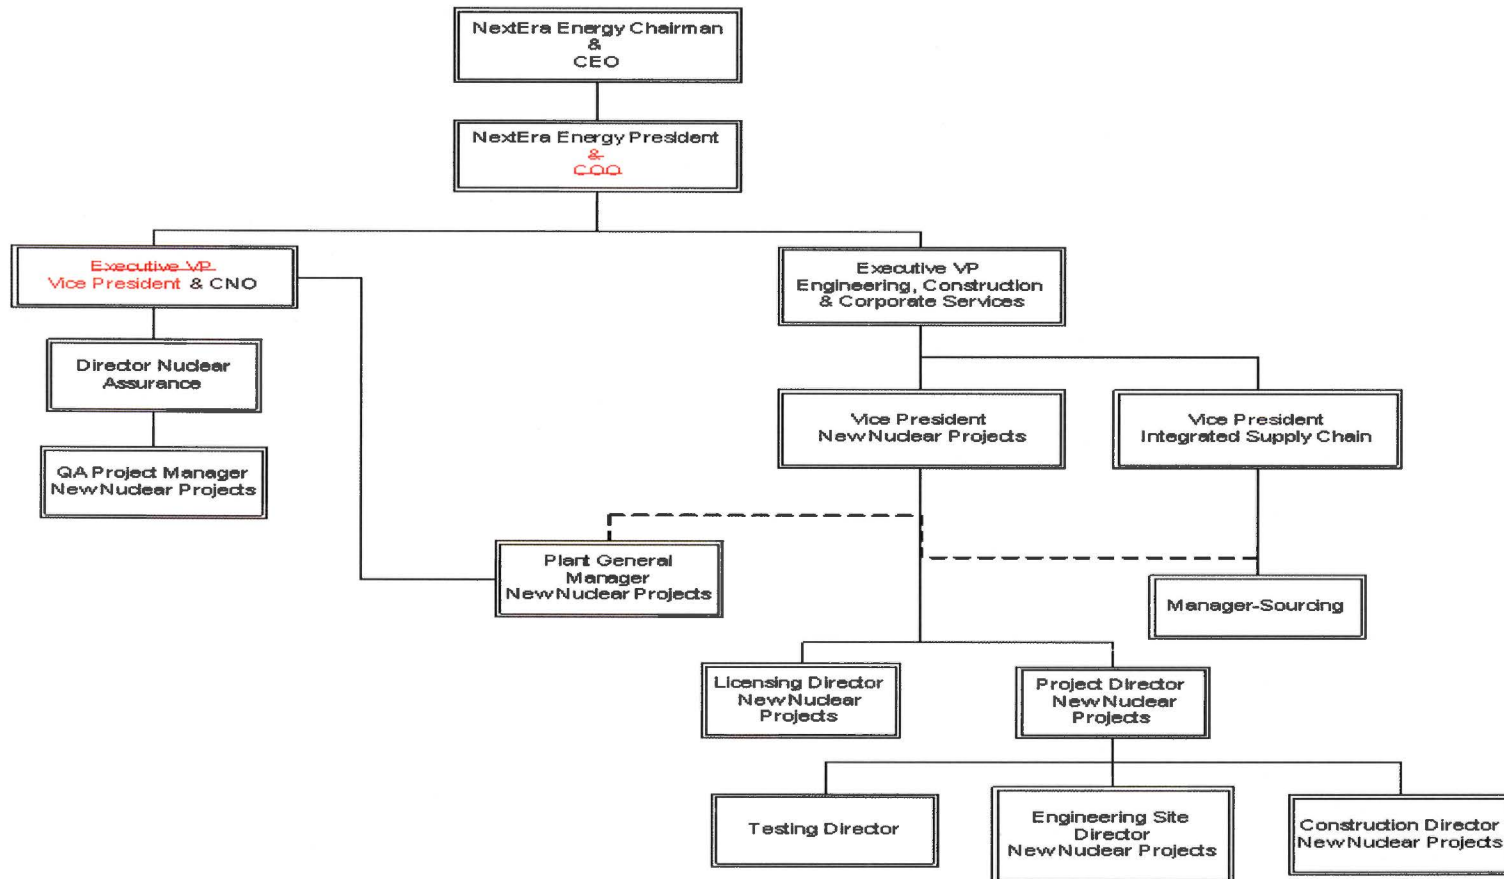 NextEra Energy Chairman
&
CEO
NextEra Energy President
&
COO
Executive VP
Vice President & CNO
Executive VP
Engineering, Construction
& Corporate Services
Director Nuclear
Assurance
Vice President
New Nuclear Projects
Vice President
Integrated Supply Chain
QA Project Manager
New Nuclear Projects
Plant General
Manager
New Nuclear Projects
Manager-Sourcing
Licensing Director
New Nuclear
Projects
Project Director
New Nuclear
Projects
Testing Director
Engineering Site
Director
New Nuclear Projects
Construction Director
New Nuclear Projects